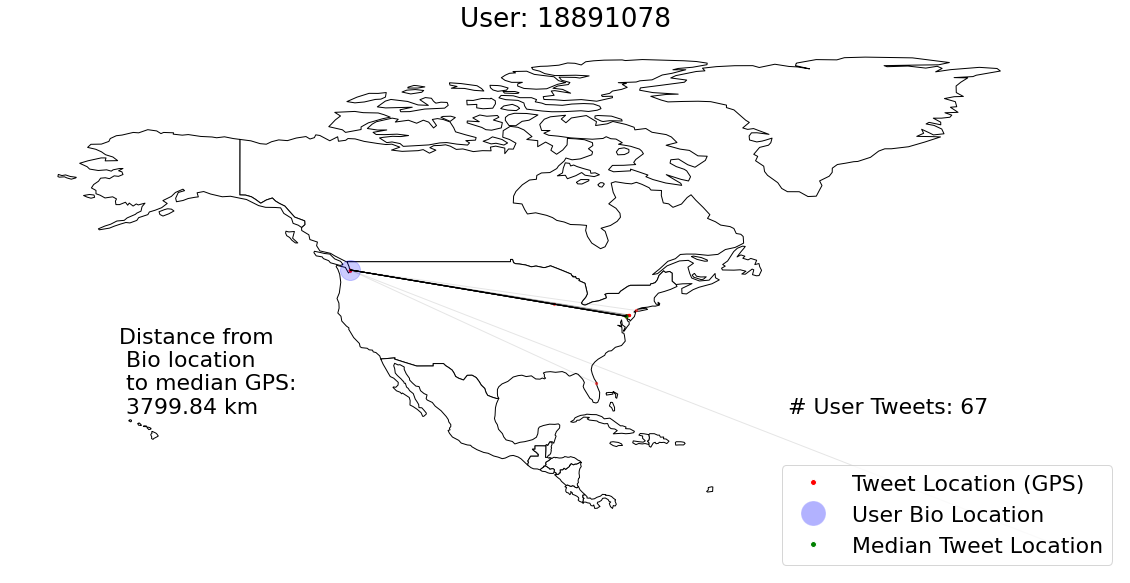 User: 18891078
Distance from
Bio location
to median GPS:
3799.84 km
# User Tweets: 67
Tweet Location (GPS)
User Bio Location
Median Tweet Location